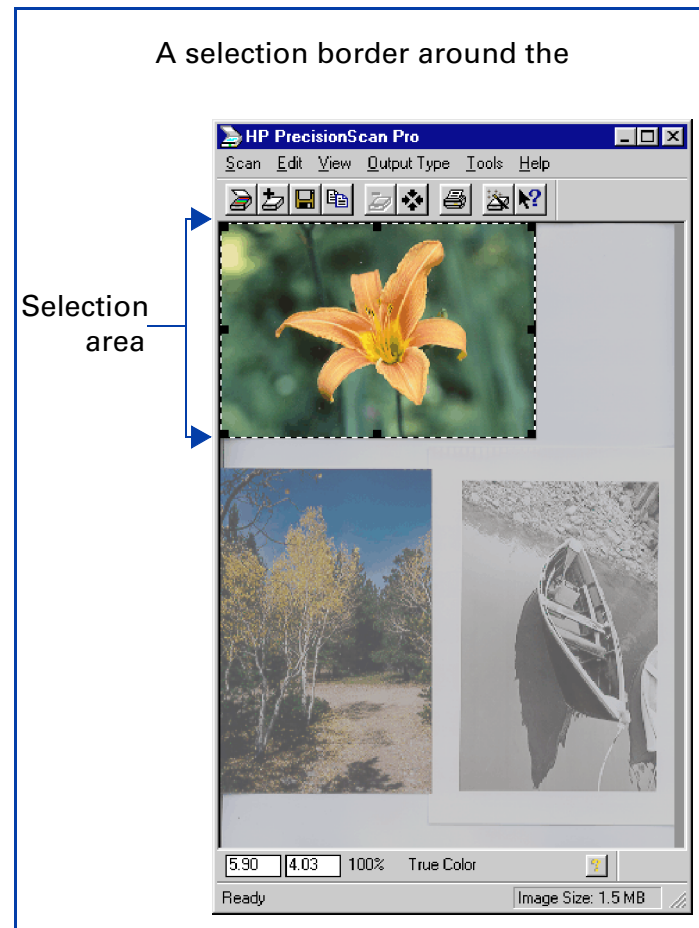 A selection border around the
HP PrecisionScan Pro
Scan Edit View Output Type Tools Help
Selection
area
5.90 4.03 100% True Color
Ready Image Size: 1.5 MB